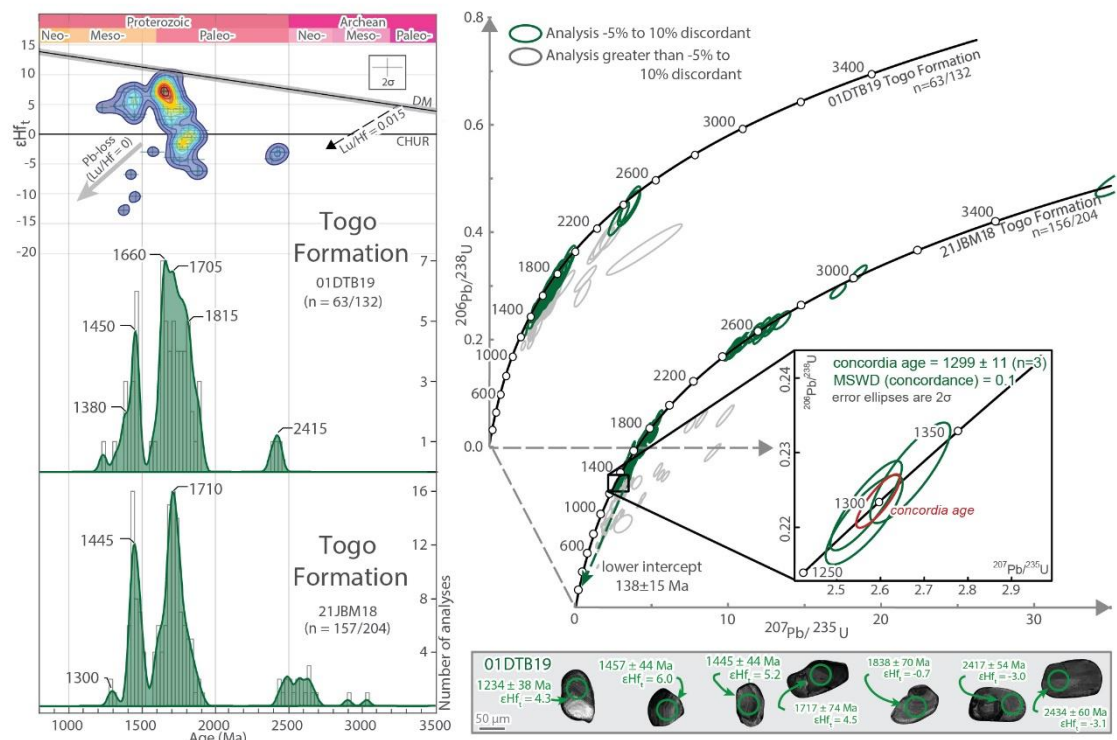 Proterozoic
Archean
Neo-
Meso-
Paleo-
Neo-
Meso-
Paleo-
εHft
15
10
5
0
-5
-10
-15
-20
2σ
DM
CHUR
Lu/Hf = 0.015
Pb-loss
(Lu/Hf = 0)
Togo
Formation
01DTB19
(n = 63/132)
1660
1705
1815
1450
1380
2415
7
5
3
1
Togo
Formation
21JBM18
(n = 157/204)
1710
1445
1300
16
12
8
4
Number of analyses
1000
1500
2000
2500
3000
3500
Age (Ma)
Analysis -5% to 10% discordant
Analysis greater than -5% to
10% discordant
0.8
0.6
0.4
0.2
0.0
206Pb/238U
600
1000
1400
1800
2200
2600
3000
3400
01DTB19 Togo Formation
n=63/132
600
1000
1400
1800
2200
2600
3000
3400
21JBM18 Togo Formation
n=156/204
lower intercept
138±15 Ma
0
10
20
30
207Pb/ 235U
concordia age = 1299 ± 11 (n=3)
MSWD (concordance) = 0.1
error ellipses are 2σ
206Pb/238U
0.24
0.23
0.22
1350
1300
1250
concordia age
207Pb/235U
2.5
2.6
2.7
2.8
2.9
01DTB19
1234 ± 38 Ma
εHft = 4.3
50 μm
1457 ± 44 Ma
εHft = 6.0
1445 ± 44 Ma
εHft = 5.2
1717 ± 74 Ma
εHft = 4.5
1838 ± 70 Ma
εHft = -0.7
2417 ± 54 Ma
εHft = -3.0
2434 ± 60 Ma
εHft = -3.1